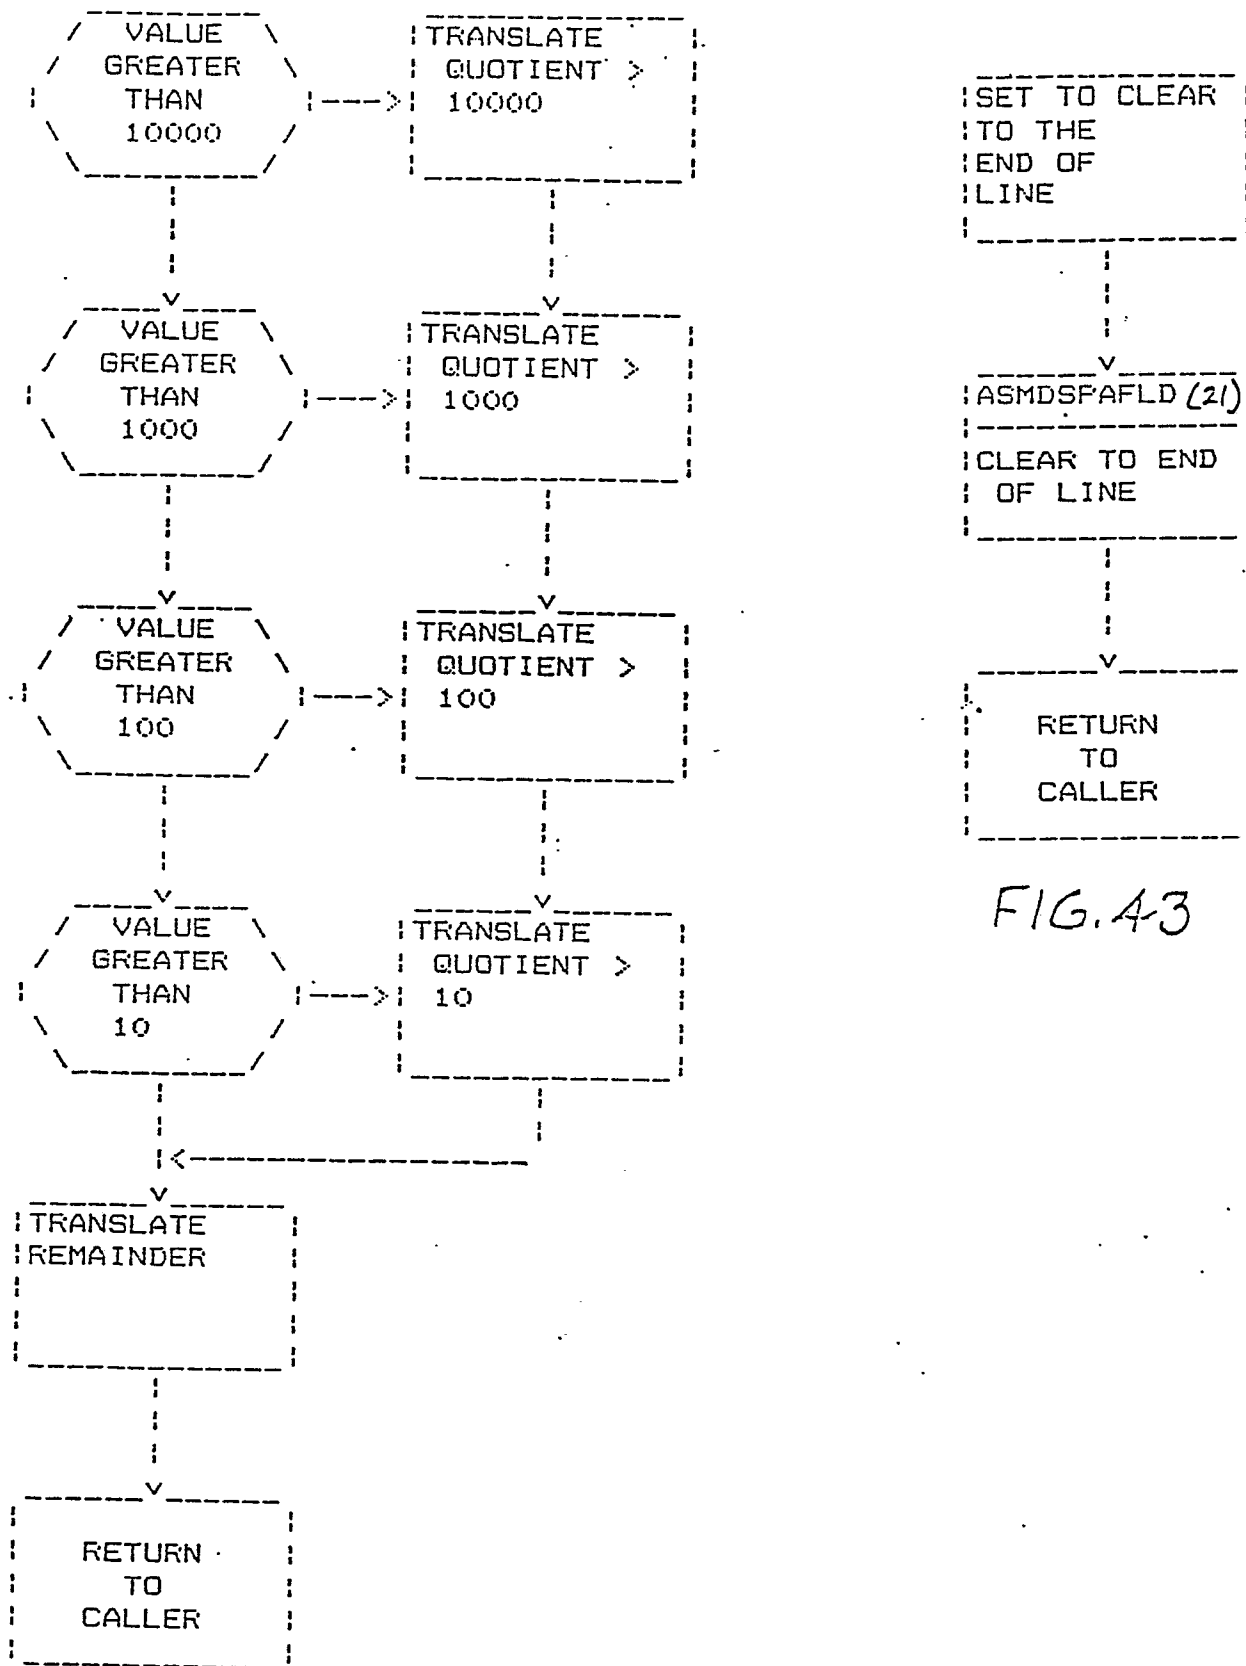 VALUE
GREATER
THAN
10000
TRANSLATE
QUOTIENT >
10000
VALUE
GREATER
THAN
1000
TRANSLATE
QUOTIENT >
1000
VALUE
GREATER
THAN
100
TRANSLATE
QUOTIENT >
100
VALUE
GREATER
THAN
10
TRANSLATE
QUOTIENT >
10
TRANSLATE
REMAINDER
RETURN
TO
CALLER
SET TO CLEAR
TO THE
END OF
LINE
ASMDSPAFLD (21)
CLEAR TO END
OF LINE
RETURN
TO
CALLER
FIG. 43